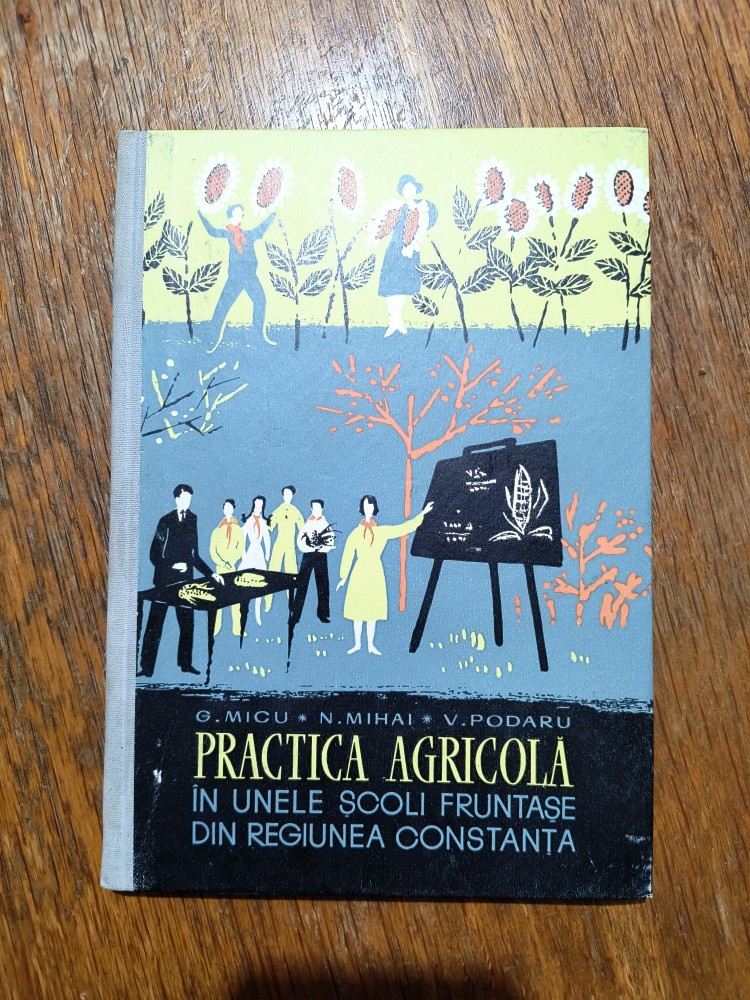 G. MICU * N. MIHAI * V. PODARU
PRACTICA AGRICOLĂ
ÎN UNELE ȘCOLI FRUNTAȘE
DIN REGIUNEA CONSTANȚA